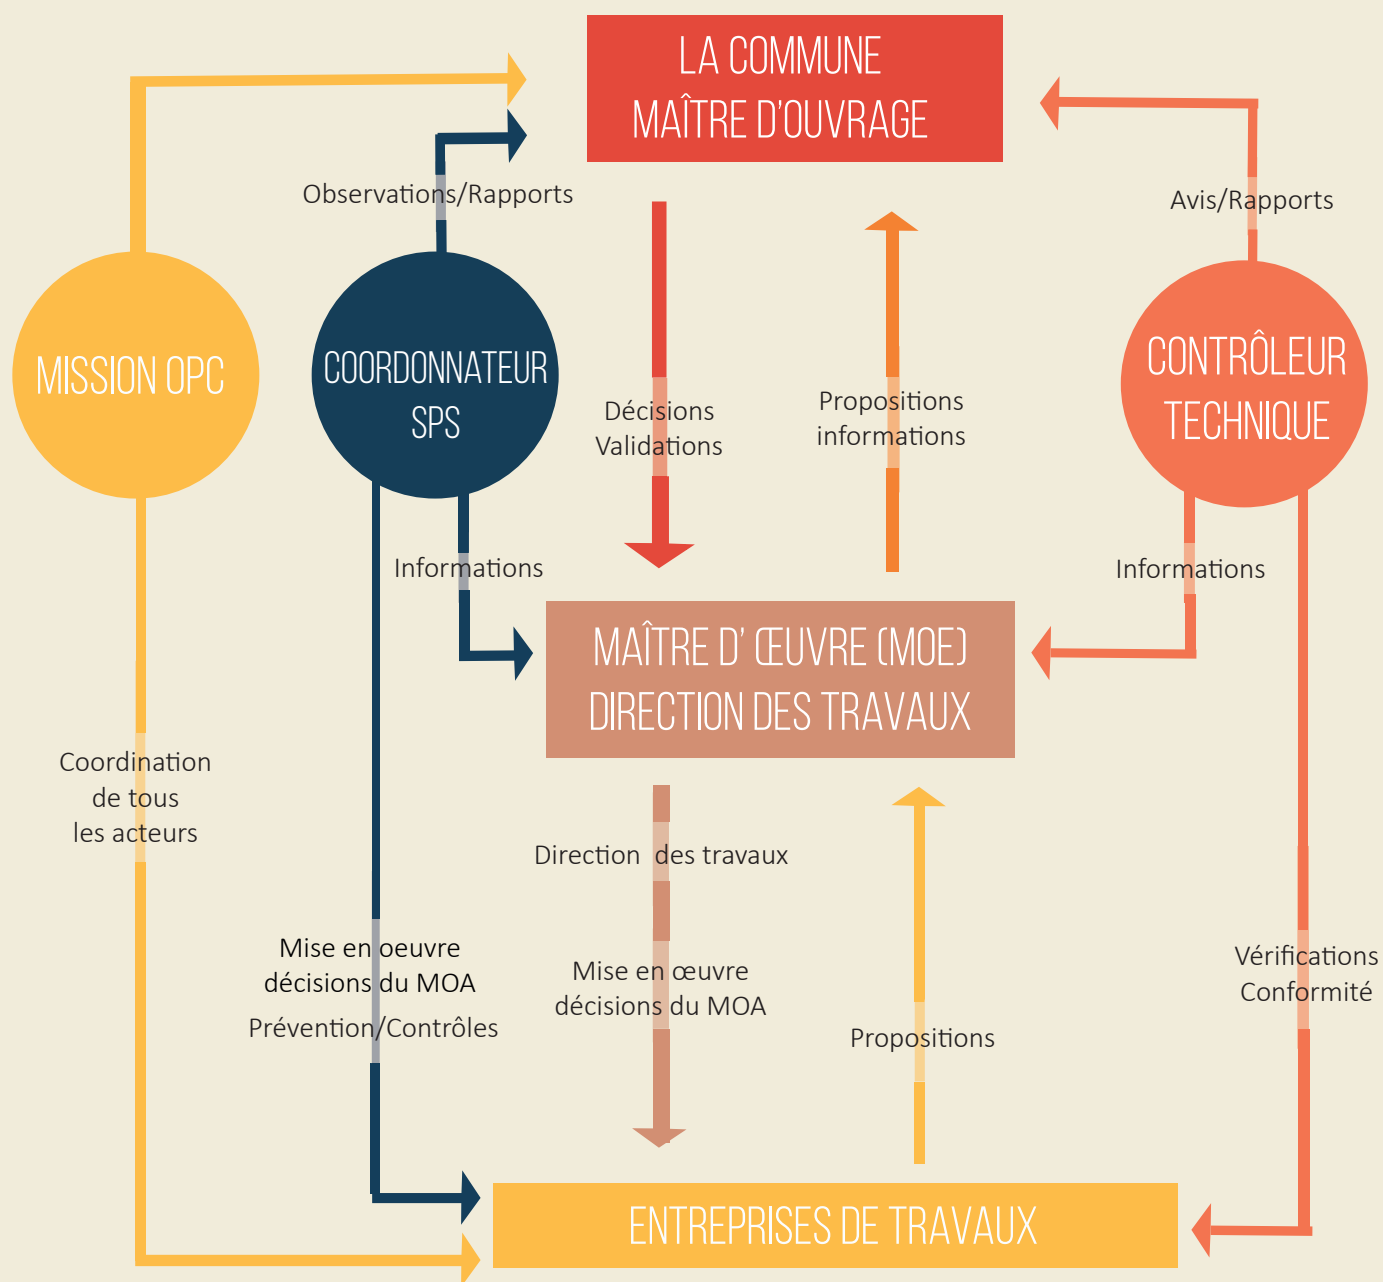 LA COMMUNE
MAÎTRE D'OUVRAGE
Observations/Rapports
Avis/Rapports
MISSION OPC
COORDONNATEUR
SPS
CONTRÔLEUR
TECHNIQUE
Décisions
Validations
Propositions
informations
Informations
Informations
MAÎTRE D' ŒUVRE (MOE)
DIRECTION DES TRAVAUX
Coordination
de tous
les acteurs
Direction des travaux
Mise en oeuvre
décisions du MOA
Prévention/Contrôles
Mise en œuvre
décisions du MOA
Propositions
Vérifications
Conformité
ENTREPRISES DE TRAVAUX